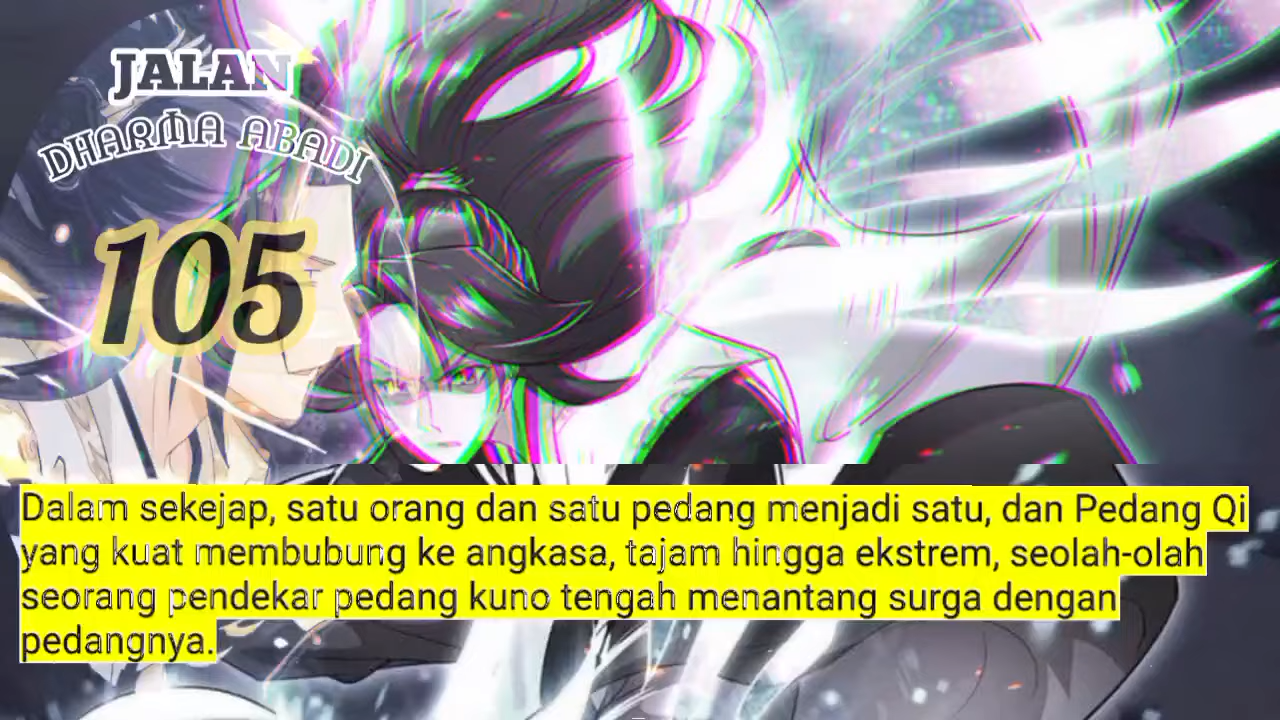 JALAN
DHARMA ABADI
105
Dalam sekejap, satu orang dan satu pedang menjadi satu, dan Pedang Qi
yang kuat membubung ke angkasa, tajam hingga ekstrem, seolah-olah
seorang pendekar pedang kuno tengah menantang surga dengan
pedangnya.